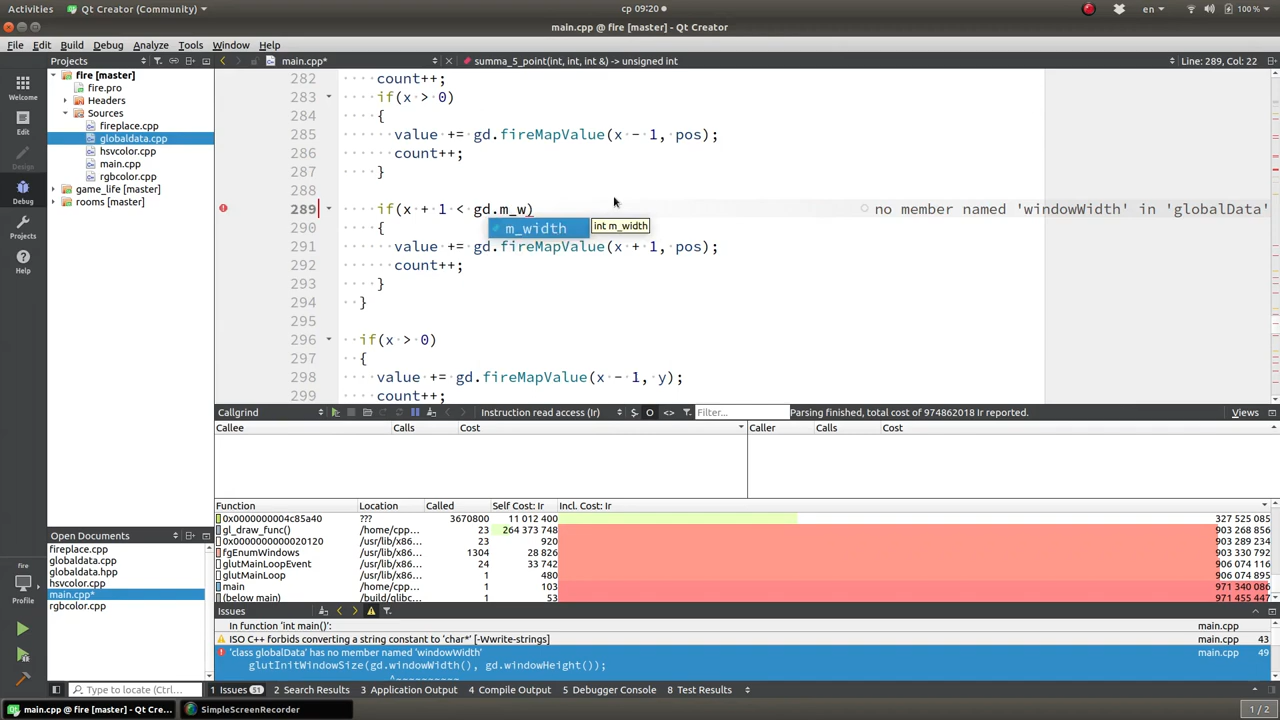 Activities
Qt Creator (Community)
ср 09:20
en
100 %
main.cpp @ fire [master] - Qt Creator
File Edit Build Debug Analyze Tools Window Help
Projects
main.cpp*
summa_5_point(int, int, int &) -> unsigned int
Line: 289, Col: 22
Welcome
Edit
Design
Debug
Projects
Help
fire
Profile
fire [master]
fire.pro
Headers
Sources
fireplace.cpp
globaldata.cpp
hsvcolor.cpp
main.cpp
rgbcolor.cpp
game_life [master]
rooms [master]
Open Documents
fireplace.cpp
globaldata.cpp
globaldata.hpp
hsvcolor.cpp
main.cpp*
rgbcolor.cpp
282 count++;
283 if(x > 0)
284 {
285 value += gd.fireMapValue(x - 1, pos);
286 count++;
287 }
288
289 if(x + 1 < gd.m_w) no member named 'windowWidth' in 'globalData'
m_width
int m_width
290 {
291 value += gd.fireMapValue(x + 1, pos);
292 count++;
293 }
294 }
295
296 if(x > 0)
297 {
298 value += gd.fireMapValue(x - 1, y);
299 count++;
Callgrind
Instruction read access (Ir)
$
O
<>
Filter...
Parsing finished, total cost of 974862018 Ir reported.
Views
Callee Calls Cost
Caller Calls Cost
Function Location Called Self Cost: Ir Incl. Cost: Ir
0x0000000004c85a40 ??? 3670800 11 012 400 327 525 085
gl_draw_func() /home/cpp... 23 264 373 748 903 268 856
0x0000000000020120 /usr/lib/x86... 23 920 903 289 234
fgEnumWindows /usr/lib/x86... 1304 28 826 903 330 792
glutMainLoopEvent /usr/lib/x86... 24 33 742 906 074 116
glutMainLoop /usr/lib/x86... 1 480 906 074 895
main /home/cpp... 1 103 971 340 086
(below main) /build/glibc... 1 53 971 455 447
Issues
In function 'int main()': main.cpp
ISO C++ forbids converting a string constant to 'char*' [-Wwrite-strings] main.cpp 43
'class globalData' has no member named 'windowWidth' main.cpp 49
glutInitWindowSize(gd.windowWidth(), gd.windowHeight());
^~~~~~~~~~~
Type to locate (Ctrl...
1 Issues 51
2 Search Results
3 Application Output
4 Compile Output
5 Debugger Console
8 Test Results
main.cpp @ fire [master] - Qt Crea...
SimpleScreenRecorder
1 / 2